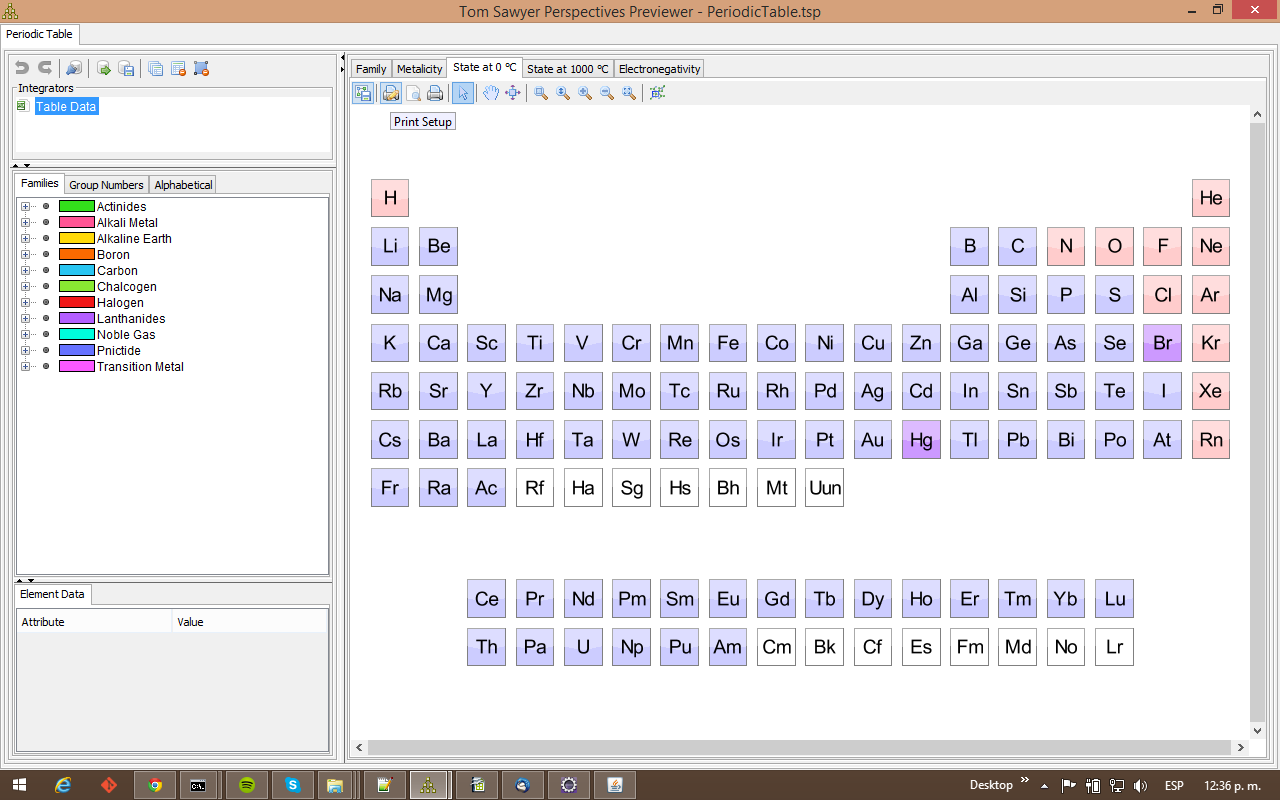 Tom Sawyer Perspectives Previewer - PeriodicTable.tsp
Periodic Table
Integrators
Table Data
Families Group Numbers Alphabetical
Actinides
Alkali Metal
Alkaline Earth
Boron
Carbon
Chalcogen
Halogen
Lanthanides
Noble Gas
Pnictide
Transition Metal
Element Data
Attribute Value
Family Metalicity State at 0 ºC State at 1000 ºC Electronegativity
Print Setup
H He
Li Be B C N O F Ne
Na Mg Al Si P S Cl Ar
K Ca Sc Ti V Cr Mn Fe Co Ni Cu Zn Ga Ge As Se Br Kr
Rb Sr Y Zr Nb Mo Tc Ru Rh Pd Ag Cd In Sn Sb Te I Xe
Cs Ba La Hf Ta W Re Os Ir Pt Au Hg Tl Pb Bi Po At Rn
Fr Ra Ac Rf Ha Sg Hs Bh Mt Uun
Ce Pr Nd Pm Sm Eu Gd Tb Dy Ho Er Tm Yb Lu
Th Pa U Np Pu Am Cm Bk Cf Es Fm Md No Lr
Desktop ESP 12:36 p. m.